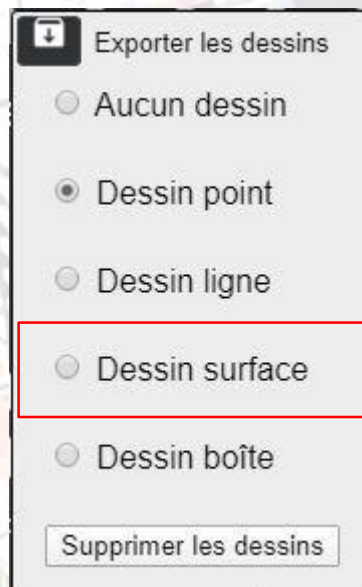 Exporter les dessins
Aucun dessin
Dessin point
Dessin ligne
Dessin surface
Dessin boîte
Supprimer les dessins